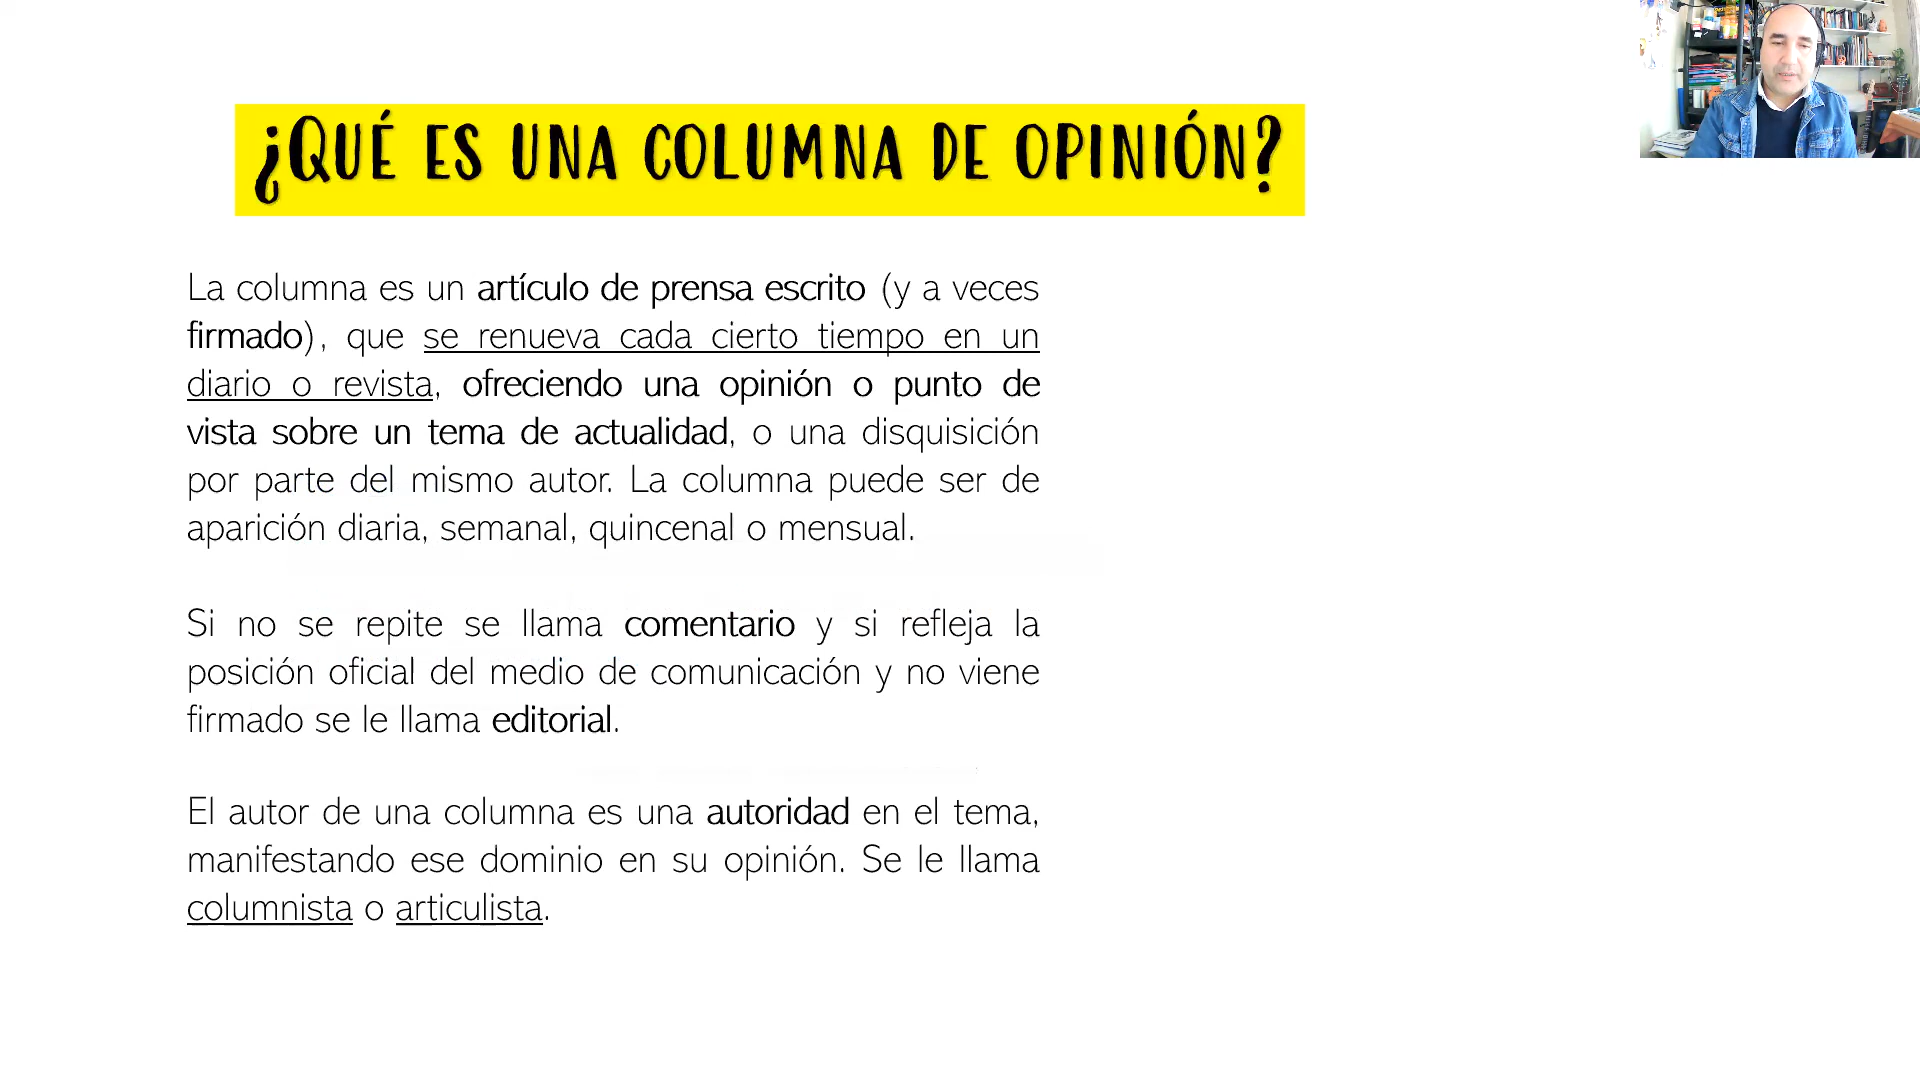 ¿QUÉ ES UNA COLUMNA DE OPINIÓN?
La columna es un artículo de prensa escrito (y a veces
firmado), que se renueva cada cierto tiempo en un
diario o revista, ofreciendo una opinión o punto de
vista sobre un tema de actualidad, o una disquisición
por parte del mismo autor. La columna puede ser de
aparición diaria, semanal, quincenal o mensual.
Si no se repite se llama comentario y si refleja la
posición oficial del medio de comunicación y no viene
firmado se le llama editorial.
El autor de una columna es una autoridad en el tema,
manifestando ese dominio en su opinión. Se le llama
columnista o articulista.